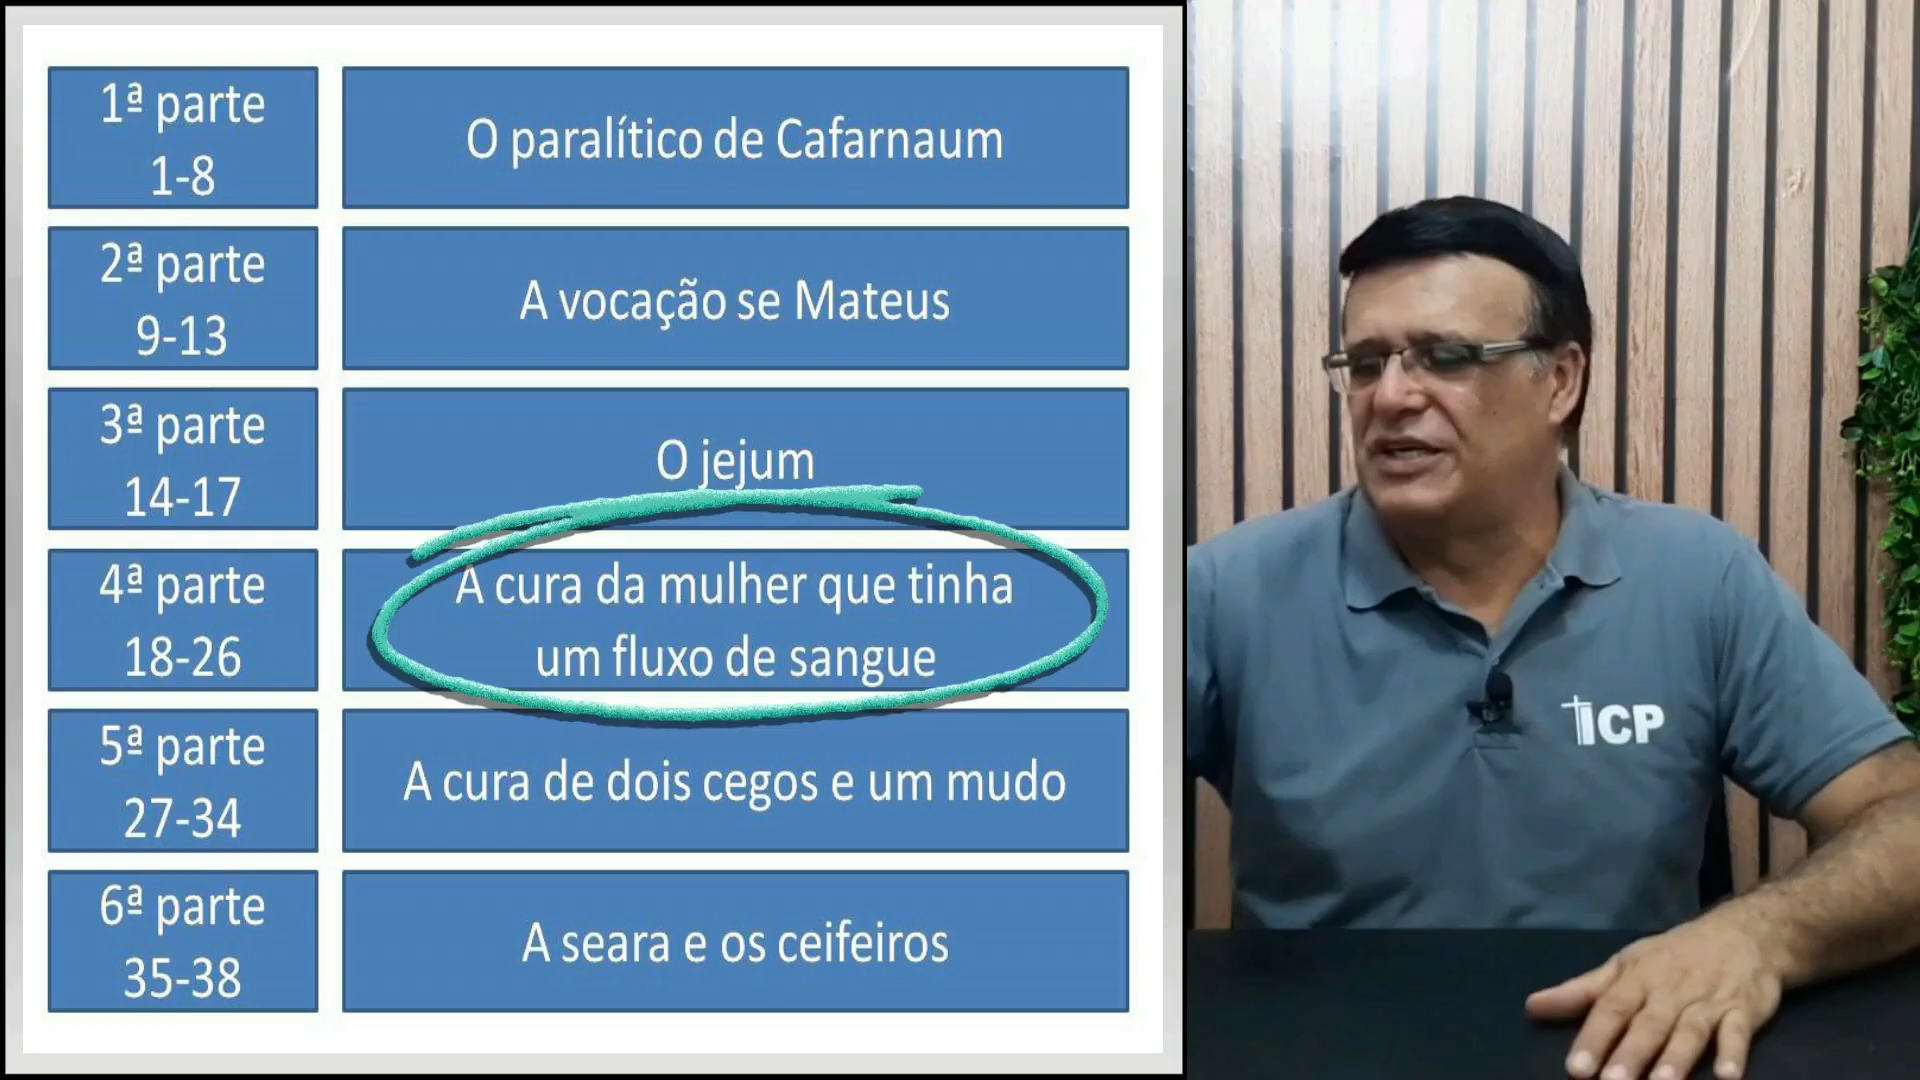 1ª parte
1-8
O paralítico de Cafarnaum
2ª parte
9-13
A vocação se Mateus
3ª parte
14-17
O jejum
4ª parte
18-26
A cura da mulher que tinha
um fluxo de sangue
5ª parte
27-34
A cura de dois cegos e um mudo
6ª parte
35-38
A seara e os ceifeiros
ICP